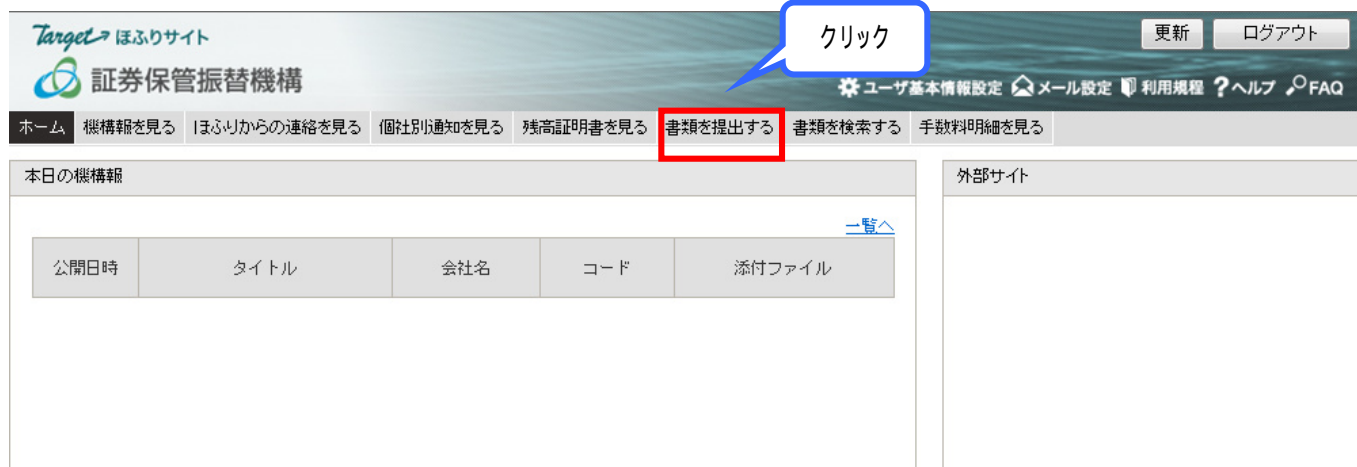 Target ほふりサイト
クリック
更新 ログアウト
証券保管振替機構
ユーザ基本情報設定 メール設定 利用規程 ?ヘルプ FAQ
ホーム 機構報を見る ほふりからの連絡を見る 個社別通知を見る 残高証明書を見る 書類を提出する 書類を検索する 手数料明細を見る
本日の機構報
外部サイト
一覧へ
公開日時 タイトル 会社名 コード 添付ファイル